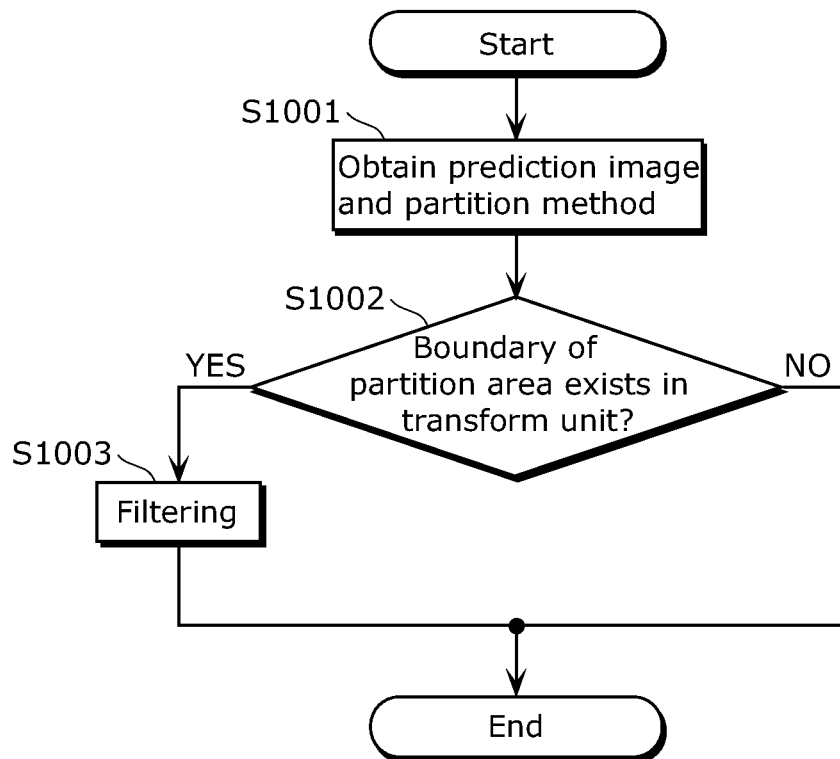 Start
S1001
Obtain prediction image
and partition method
S1002
Boundary of
partition area exists in
transform unit?
YES
NO
S1003
Filtering
End